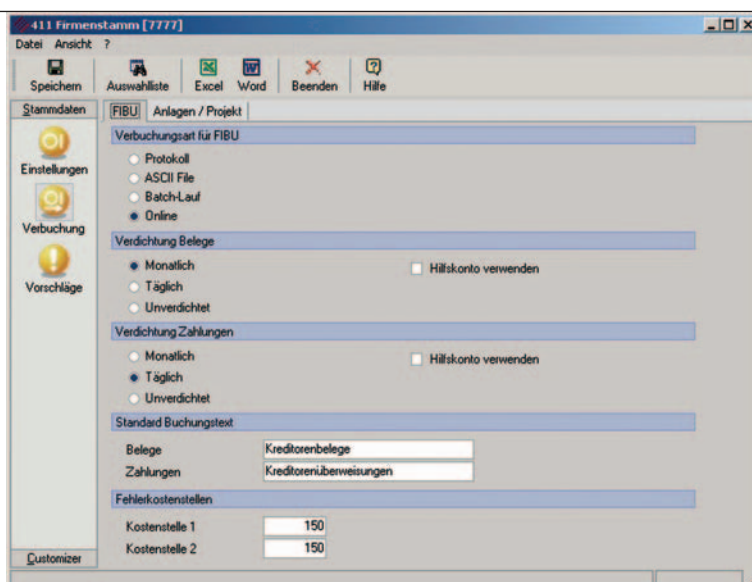 411 Firmenstamm [7777]
Datei Ansicht ?
Speichern Auswahlliste Excel Word Beenden Hilfe
Stammdaten
Einstellungen
Verbuchung
Vorschläge
Customizer
FIBU Anlagen / Projekt
Verbuchungsart für FIBU
Protokoll
ASCII File
Batch-Lauf
Online
Verdichtung Belege
Monatlich Hilfskonto verwenden
Täglich
Unverdichtet
Verdichtung Zahlungen
Monatlich Hilfskonto verwenden
Täglich
Unverdichtet
Standard Buchungstext
Belege Kreditorenbelege
Zahlungen Kreditorenüberweisungen
Fehlerkostenstellen
Kostenstelle 1 150
Kostenstelle 2 150